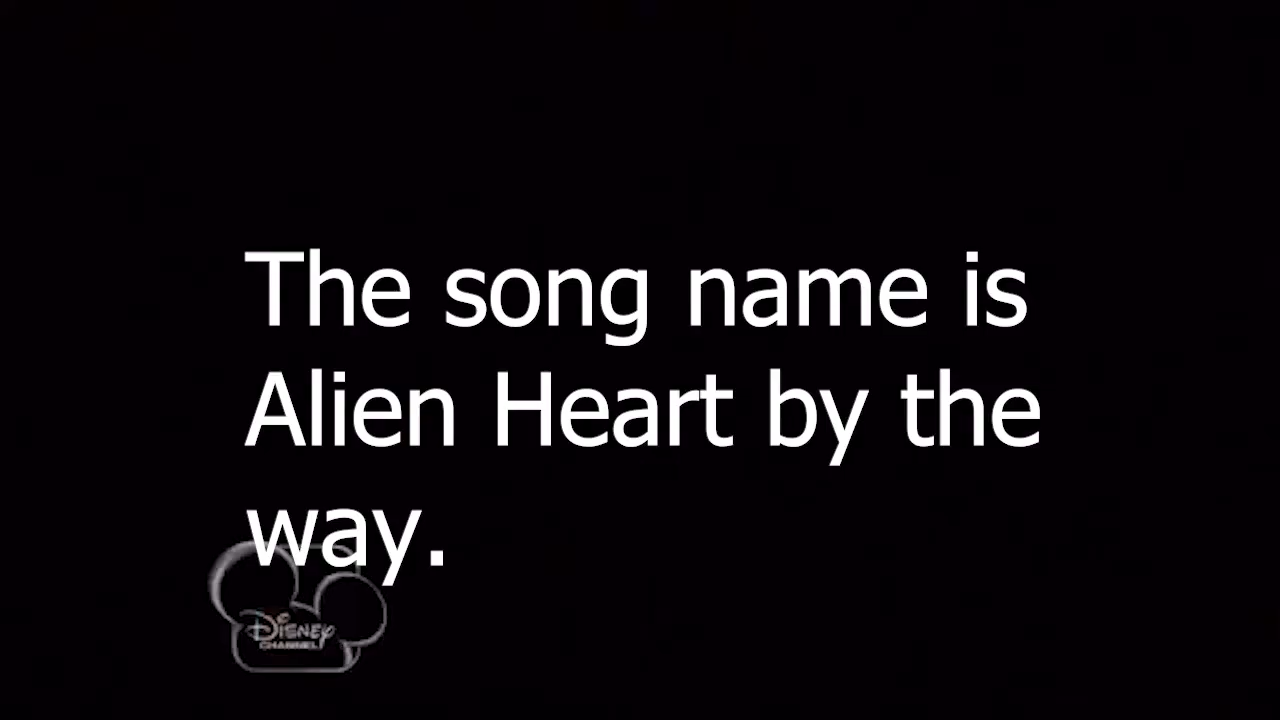 The song name is
Alien Heart by the
way.
DISNEY
CHANNEL